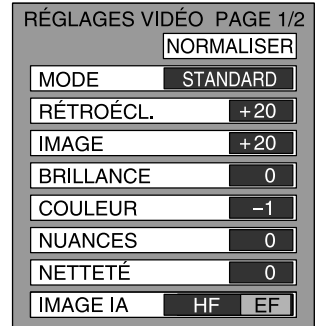 RÉGLAGES VIDÉO PAGE 1/2
NORMALISER
MODE STANDARD
RÉTROÉCL. +20
IMAGE +20
BRILLANCE 0
COULEUR −1
NUANCES 0
NETTETÉ 0
IMAGE IA HF EF